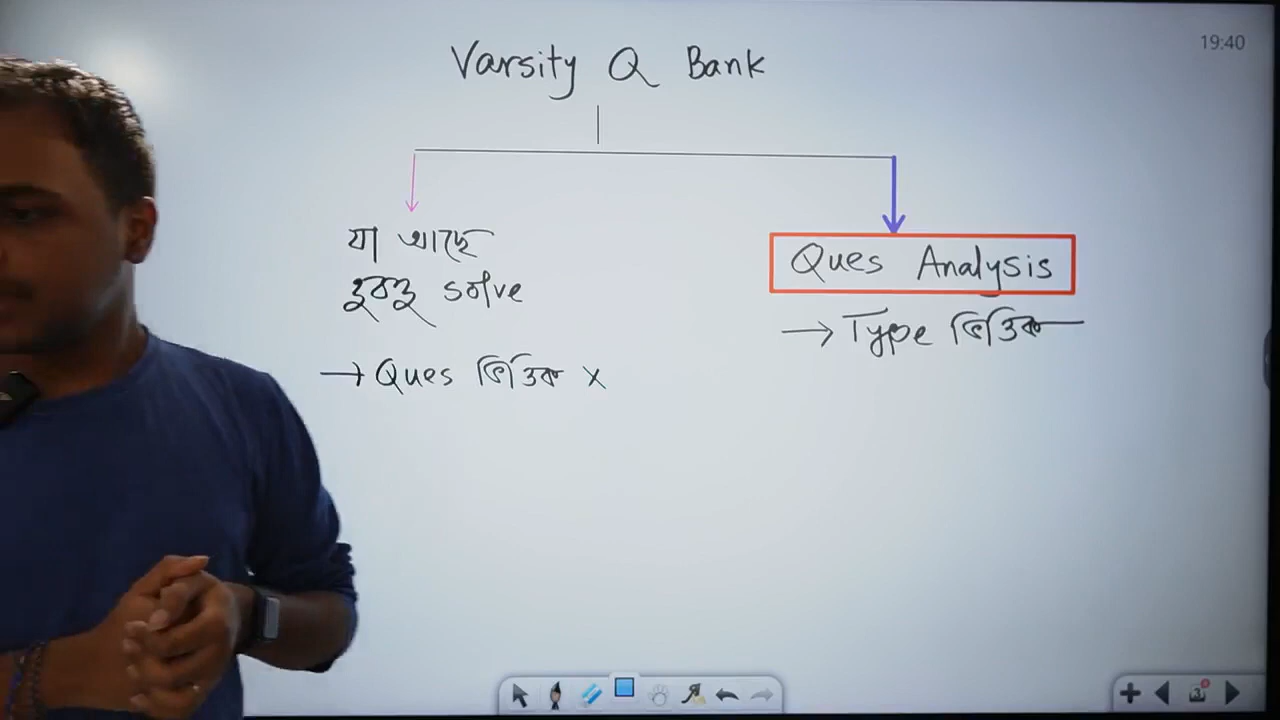 19:40
Varsity Q Bank
যা আছে
হুবহু solve
→ Ques ভিত্তিক ×
Ques Analysis
→ Type ভিত্তিক